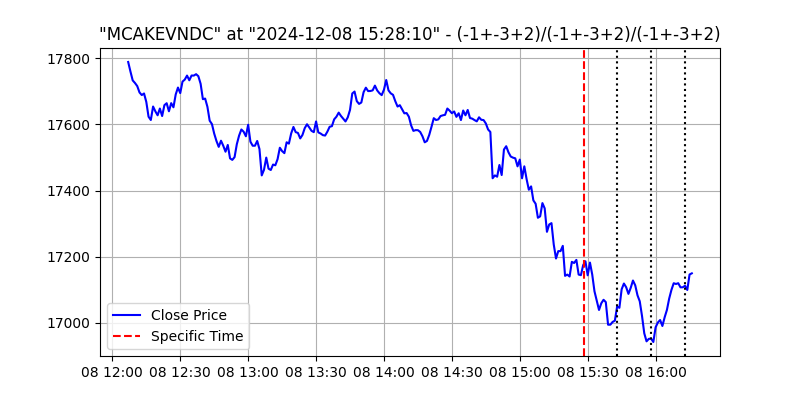 "MCAKEVNDC" at "2024-12-08 15:28:10" - (-1+-3+2)/(-1+-3+2)/(-1+-3+2)
17800
17600
17400
17200
17000
Close Price
Specific Time
08 12:00 08 12:30 08 13:00 08 13:30 08 14:00 08 14:30 08 15:00 08 15:30 08 16:00